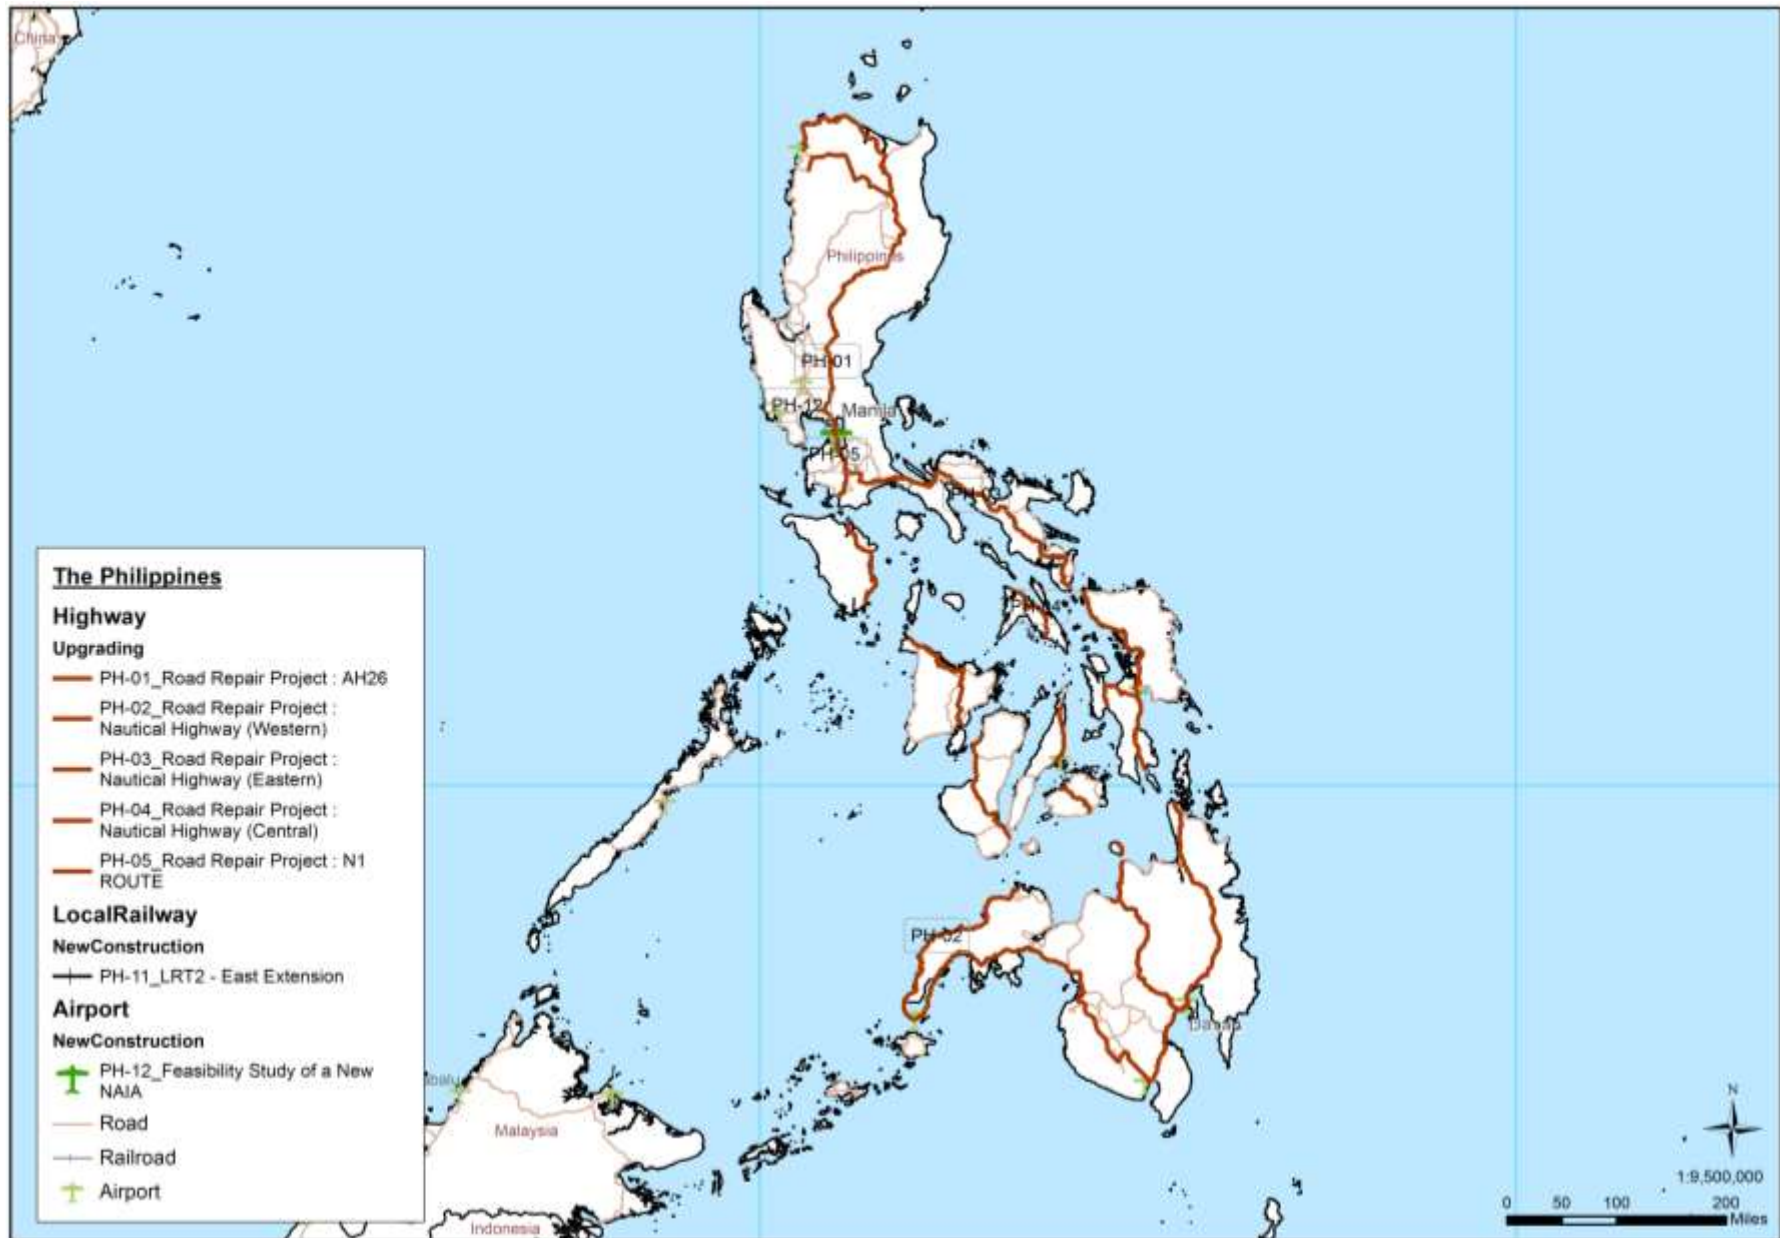 China
Philippines
PH-01
PH-12
Manila
PH-05
PH-04
PH-02
Davao
Malaysia
Indonesia
The Philippines
Highway
Upgrading
PH-01_Road Repair Project : AH26
PH-02_Road Repair Project :
Nautical Highway (Western)
PH-03_Road Repair Project :
Nautical Highway (Eastern)
PH-04_Road Repair Project :
Nautical Highway (Central)
PH-05_Road Repair Project : N1
ROUTE
LocalRailway
NewConstruction
PH-11_LRT2 - East Extension
Airport
NewConstruction
PH-12_Feasibility Study of a New
NAIA
Road
Railroad
Airport
N
1:9,500,000
0 50 100 200
Miles